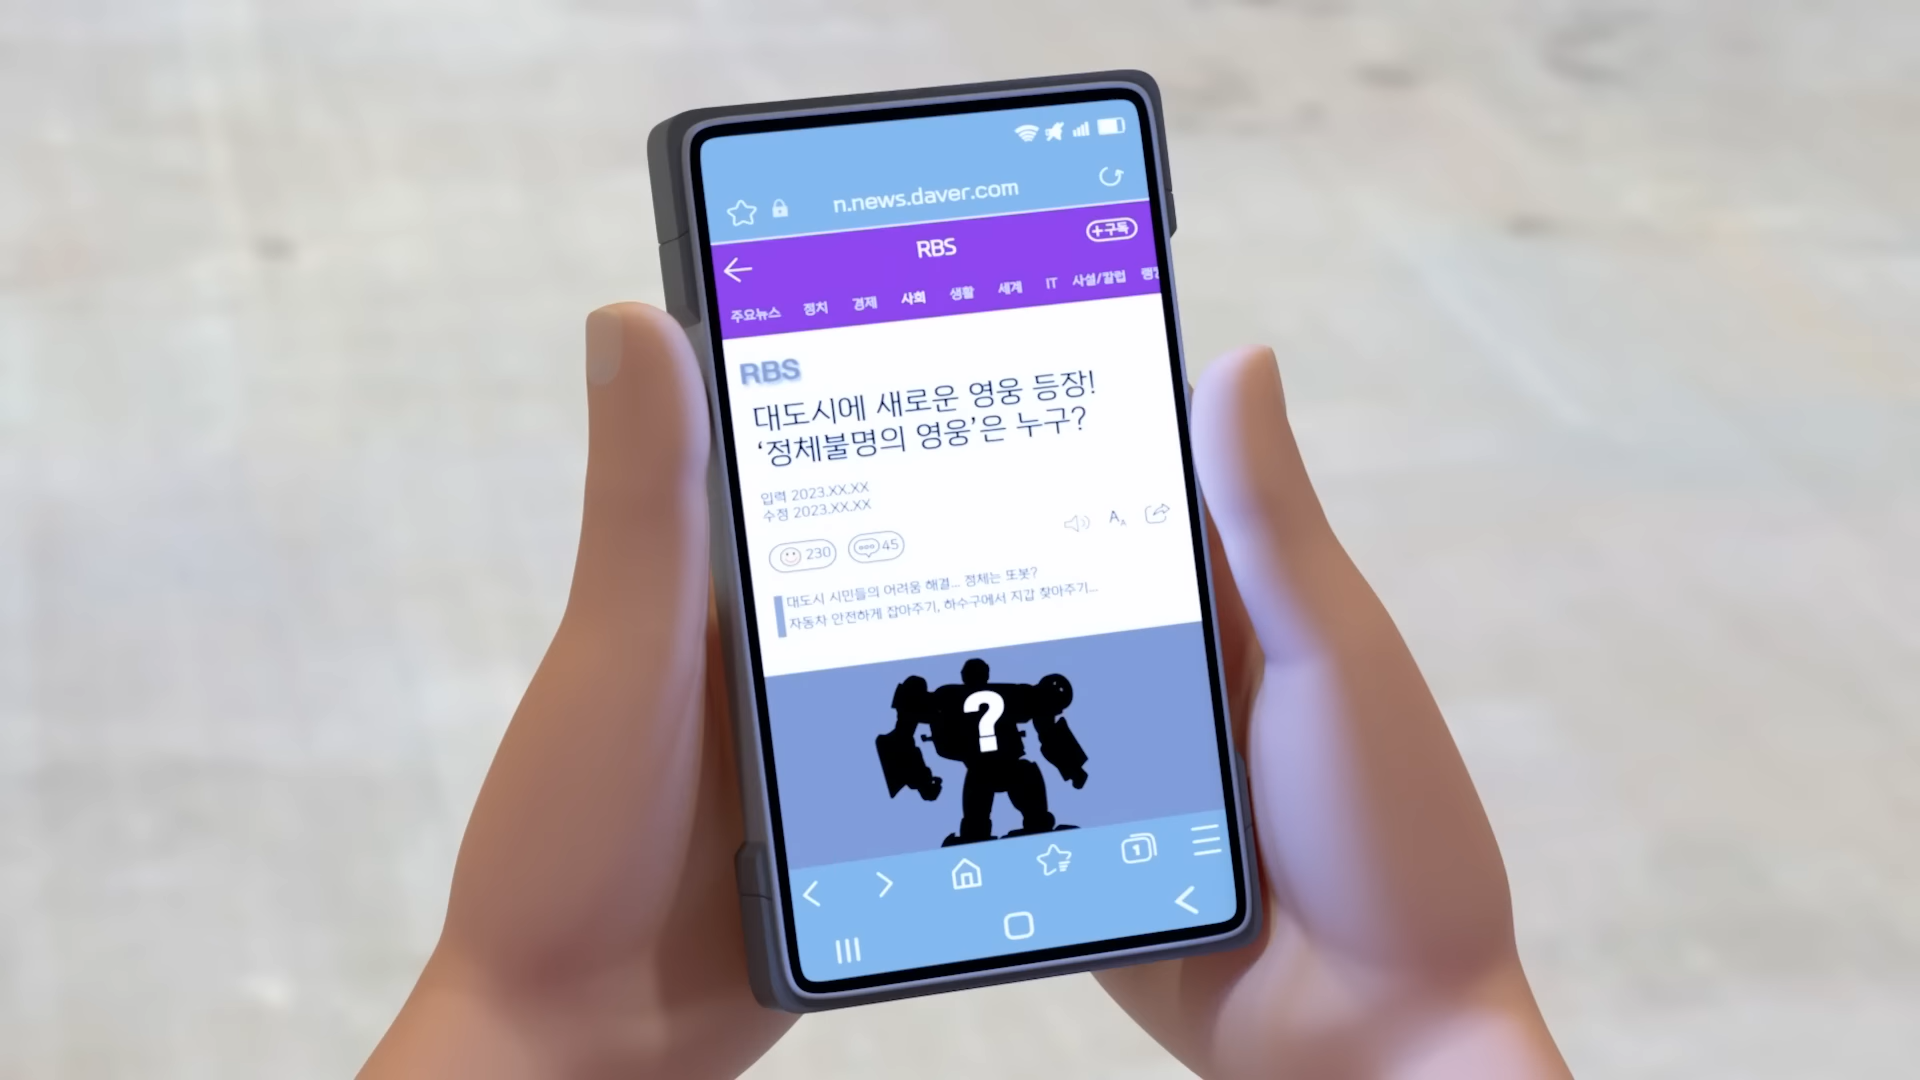 n.news.daver.com
RBS
+구독
주요뉴스 정치 경제 사회 생활 세계 IT 사설/칼럼
RBS
대도시에 새로운 영웅 등장!
‘정체불명의 영웅’은 누구?
입력 2023.XX.XX
수정 2023.XX.XX
230 45
대도시 시민들의 어려움 해결... 정체는 또봇?
자동차 안전하게 잡아주기, 하수구에서 지갑 찾아주기...
?
1